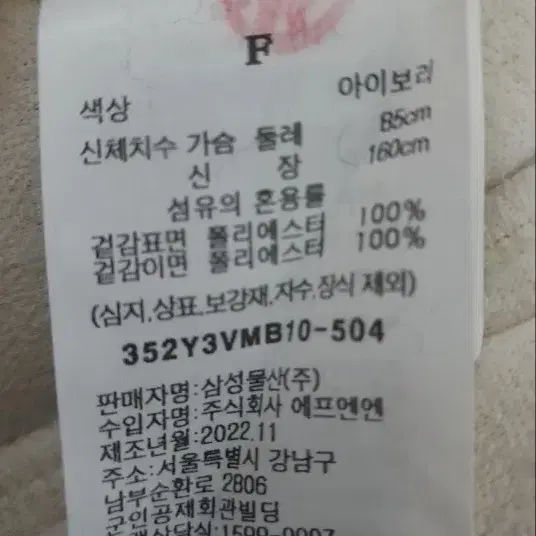 F
색상 아이보리
신체치수 가슴 둘레 85cm
신 장 160cm
섬유의 혼용률
겉감표면 폴리에스터 100%
겉감이면 폴리에스터 100%
(심지,상표,보강재,자수,장식 제외)
352Y3VMB10-504
판매자명:삼성물산(주)
수입자명:주식회사 에프엔엔
제조년월:2022.11
주소:서울특별시 강남구
남부순환로 2806
군인공제회관빌딩